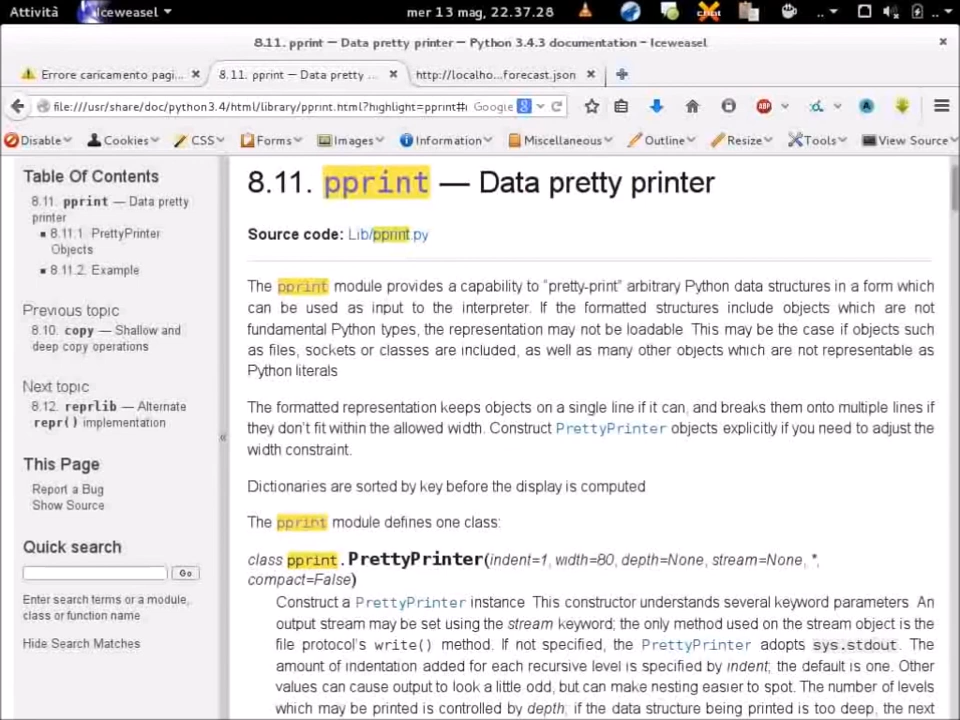 Attività Iceweasel mer 13 mag, 22.37.28
8.11. pprint — Data pretty printer — Python 3.4.3 documentation – Iceweasel
Errore caricamento pagi... 8.11. pprint — Data pretty ... http://localho...forecast.json
file:///usr/share/doc/python3.4/html/library/pprint.html?highlight=pprint# Google
Disable Cookies CSS Forms Images Information Miscellaneous Outline Resize Tools View Source
Table Of Contents
8.11. pprint — Data pretty
printer
8.11.1. PrettyPrinter
Objects
8.11.2. Example
Previous topic
8.10. copy — Shallow and
deep copy operations
Next topic
8.12. reprlib — Alternate
repr() implementation
This Page
Report a Bug
Show Source
Quick search
Go
Enter search terms or a module,
class or function name
Hide Search Matches
8.11. pprint — Data pretty printer
Source code: Lib/pprint.py
The pprint module provides a capability to “pretty-print” arbitrary Python data structures in a form which
can be used as input to the interpreter. If the formatted structures include objects which are not
fundamental Python types, the representation may not be loadable. This may be the case if objects such
as files, sockets or classes are included, as well as many other objects which are not representable as
Python literals
The formatted representation keeps objects on a single line if it can, and breaks them onto multiple lines if
they don’t fit within the allowed width. Construct PrettyPrinter objects explicitly if you need to adjust the
width constraint.
Dictionaries are sorted by key before the display is computed
The pprint module defines one class:
class pprint.PrettyPrinter(indent=1, width=80, depth=None, stream=None, *,
compact=False)
Construct a PrettyPrinter instance. This constructor understands several keyword parameters. An
output stream may be set using the stream keyword; the only method used on the stream object is the
file protocol’s write() method. If not specified, the PrettyPrinter adopts sys.stdout. The
amount of indentation added for each recursive level is specified by indent; the default is one. Other
values can cause output to look a little odd, but can make nesting easier to spot. The number of levels
which may be printed is controlled by depth; if the data structure being printed is too deep, the next